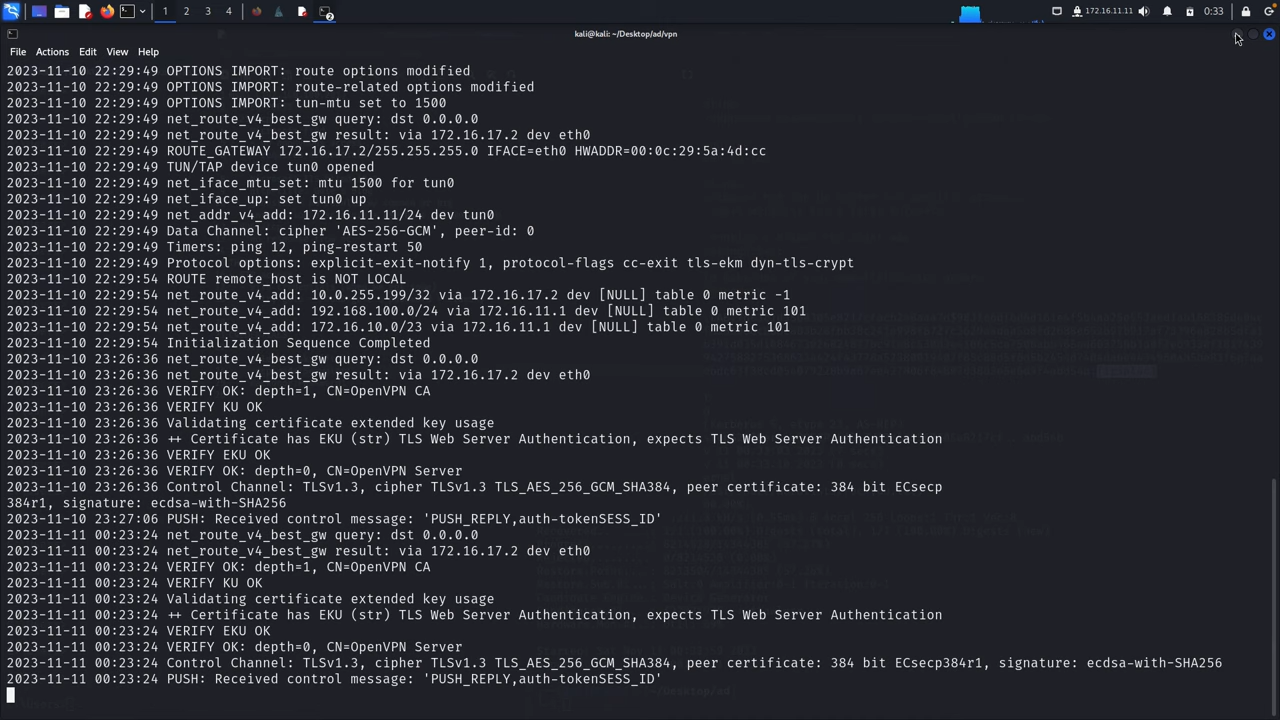 1 2 3 4 2 172.16.11.11 0:33
kali@kali: ~/Desktop/ad/vpn
File Actions Edit View Help
2023-11-10 22:29:49 OPTIONS IMPORT: route options modified
2023-11-10 22:29:49 OPTIONS IMPORT: route-related options modified
2023-11-10 22:29:49 OPTIONS IMPORT: tun-mtu set to 1500
2023-11-10 22:29:49 net_route_v4_best_gw query: dst 0.0.0.0
2023-11-10 22:29:49 net_route_v4_best_gw result: via 172.16.17.2 dev eth0
2023-11-10 22:29:49 ROUTE_GATEWAY 172.16.17.2/255.255.255.0 IFACE=eth0 HWADDR=00:0c:29:5a:4d:cc
2023-11-10 22:29:49 TUN/TAP device tun0 opened
2023-11-10 22:29:49 net_iface_mtu_set: mtu 1500 for tun0
2023-11-10 22:29:49 net_iface_up: set tun0 up
2023-11-10 22:29:49 net_addr_v4_add: 172.16.11.11/24 dev tun0
2023-11-10 22:29:49 Data Channel: cipher 'AES-256-GCM', peer-id: 0
2023-11-10 22:29:49 Timers: ping 12, ping-restart 50
2023-11-10 22:29:49 Protocol options: explicit-exit-notify 1, protocol-flags cc-exit tls-ekm dyn-tls-crypt
2023-11-10 22:29:54 ROUTE remote_host is NOT LOCAL
2023-11-10 22:29:54 net_route_v4_add: 10.0.255.199/32 via 172.16.17.2 dev [NULL] table 0 metric -1
2023-11-10 22:29:54 net_route_v4_add: 192.168.100.0/24 via 172.16.11.1 dev [NULL] table 0 metric 101
2023-11-10 22:29:54 net_route_v4_add: 172.16.10.0/23 via 172.16.11.1 dev [NULL] table 0 metric 101
2023-11-10 22:29:54 Initialization Sequence Completed
2023-11-10 23:26:36 net_route_v4_best_gw query: dst 0.0.0.0
2023-11-10 23:26:36 net_route_v4_best_gw result: via 172.16.17.2 dev eth0
2023-11-10 23:26:36 VERIFY OK: depth=1, CN=OpenVPN CA
2023-11-10 23:26:36 VERIFY KU OK
2023-11-10 23:26:36 Validating certificate extended key usage
2023-11-10 23:26:36 ++ Certificate has EKU (str) TLS Web Server Authentication, expects TLS Web Server Authentication
2023-11-10 23:26:36 VERIFY EKU OK
2023-11-10 23:26:36 VERIFY OK: depth=0, CN=OpenVPN Server
2023-11-10 23:26:36 Control Channel: TLSv1.3, cipher TLSv1.3 TLS_AES_256_GCM_SHA384, peer certificate: 384 bit ECsecp
384r1, signature: ecdsa-with-SHA256
2023-11-10 23:27:06 PUSH: Received control message: 'PUSH_REPLY,auth-tokenSESS_ID'
2023-11-11 00:23:24 net_route_v4_best_gw query: dst 0.0.0.0
2023-11-11 00:23:24 net_route_v4_best_gw result: via 172.16.17.2 dev eth0
2023-11-11 00:23:24 VERIFY OK: depth=1, CN=OpenVPN CA
2023-11-11 00:23:24 VERIFY KU OK
2023-11-11 00:23:24 Validating certificate extended key usage
2023-11-11 00:23:24 ++ Certificate has EKU (str) TLS Web Server Authentication, expects TLS Web Server Authentication
2023-11-11 00:23:24 VERIFY EKU OK
2023-11-11 00:23:24 VERIFY OK: depth=0, CN=OpenVPN Server
2023-11-11 00:23:24 Control Channel: TLSv1.3, cipher TLSv1.3 TLS_AES_256_GCM_SHA384, peer certificate: 384 bit ECsecp384r1, signature: ecdsa-with-SHA256
2023-11-11 00:23:24 PUSH: Received control message: 'PUSH_REPLY,auth-tokenSESS_ID'